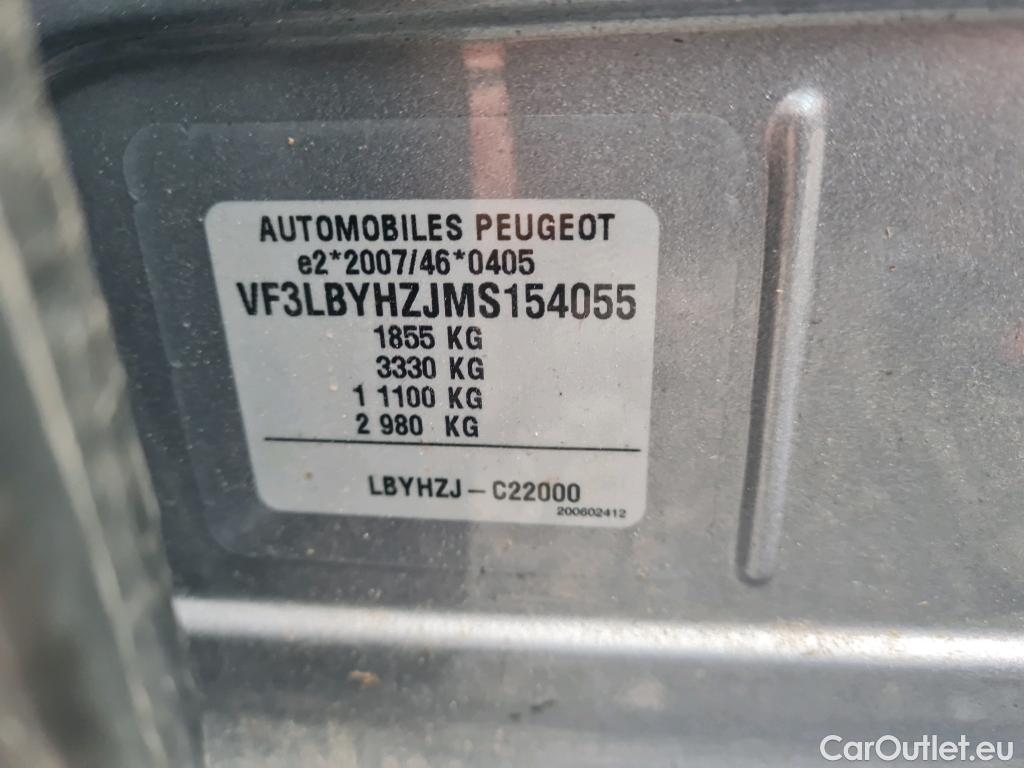 AUTOMOBILES PEUGEOT
e2*2007/46*0405
VF3LBYHZJMS154055
1855 KG
3330 KG
1 1100 KG
2 980 KG
LBYHZJ - C22000
200602412
CarOutlet.eu